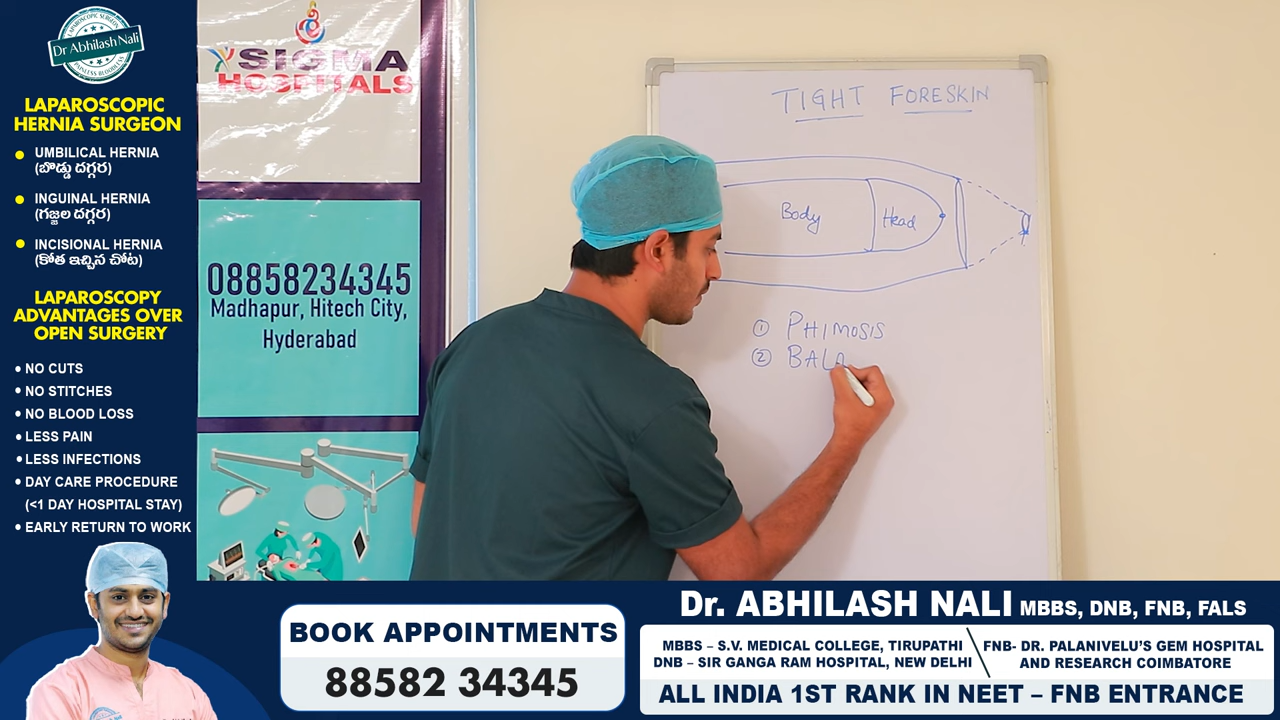 LAPAROSCOPIC SURGEON
Dr Abhilash Nali
PAINLESS BLOODLESS
LAPAROSCOPIC
HERNIA SURGEON
UMBILICAL HERNIA
(బొడ్డు దగ్గర)
INGUINAL HERNIA
(గజ్జల దగ్గర)
INCISIONAL HERNIA
(కోత ఇచ్చిన చోట)
LAPAROSCOPY
ADVANTAGES OVER
OPEN SURGERY
• NO CUTS
• NO STITCHES
• NO BLOOD LOSS
• LESS PAIN
• LESS INFECTIONS
• DAY CARE PROCEDURE
(<1 DAY HOSPITAL STAY)
• EARLY RETURN TO WORK
SIGMA
HOSPITALS
08858234345
Madhapur, Hitech City,
Hyderabad
TIGHT FORESKIN
Body Head
① PHIMOSIS
② BALA
BOOK APPOINTMENTS
88582 34345
Dr. ABHILASH NALI MBBS, DNB, FNB, FALS
MBBS – S.V. MEDICAL COLLEGE, TIRUPATHI
DNB – SIR GANGA RAM HOSPITAL, NEW DELHI
FNB- DR. PALANIVELU'S GEM HOSPITAL
AND RESEARCH COIMBATORE
ALL INDIA 1ST RANK IN NEET – FNB ENTRANCE